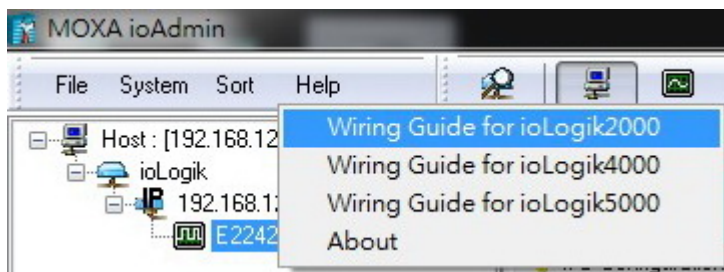 MOXA ioAdmin
File System Sort Help
Host : [192.168.12
ioLogik
192.168.1
E2242
Wiring Guide for ioLogik2000
Wiring Guide for ioLogik4000
Wiring Guide for ioLogik5000
About